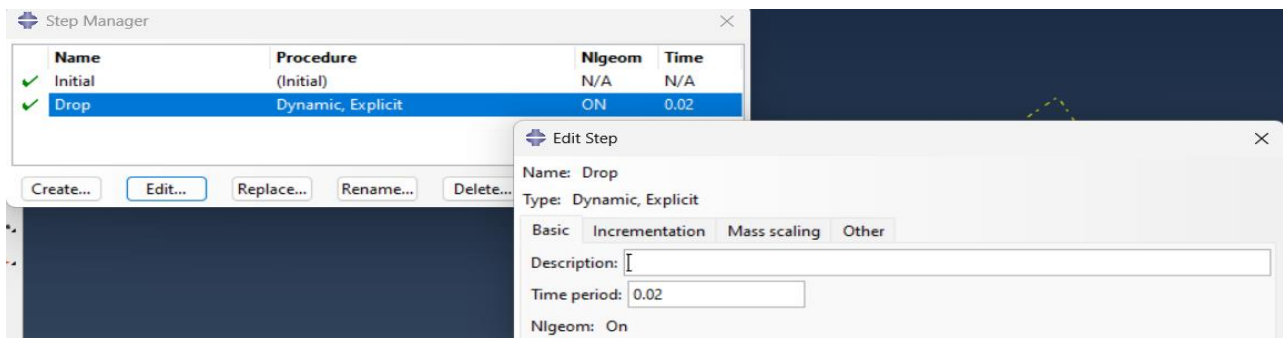 Step Manager
Name Procedure Nlgeom Time
Initial (Initial) N/A N/A
Drop Dynamic, Explicit ON 0.02
Create... Edit... Replace... Rename... Delete...
Edit Step
Name: Drop
Type: Dynamic, Explicit
Basic Incrementation Mass scaling Other
Description:
Time period: 0.02
Nlgeom: On